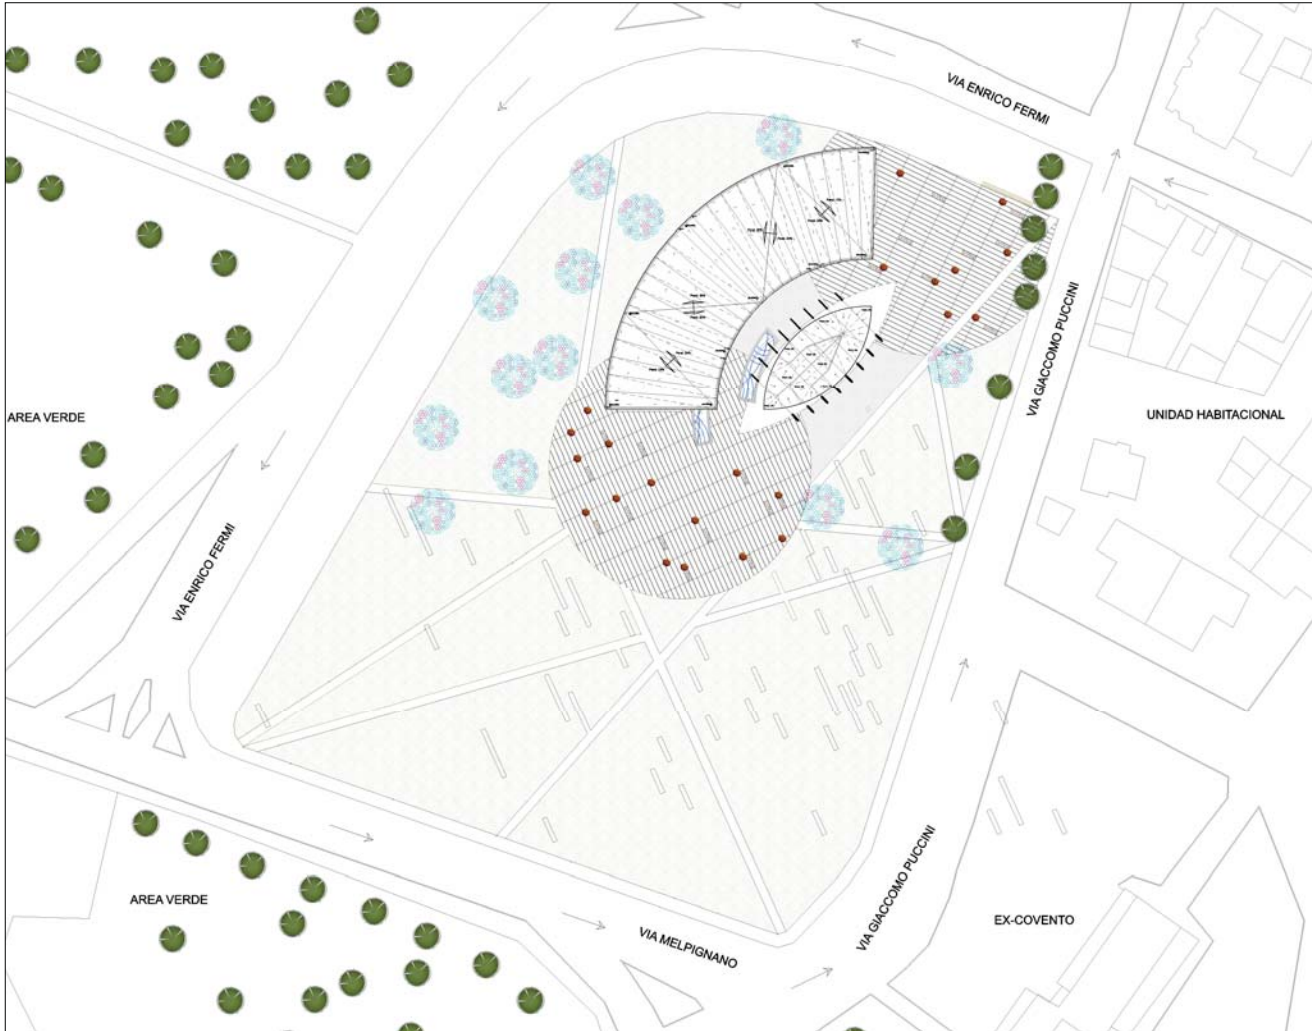 VIA ENRICO FERMI
VIA GIACCOMO PUCCINI
AREA VERDE
UNIDAD HABITACIONAL
VIA ENRICO FERMI
AREA VERDE
EX-COVENTO
VIA GIACCOMO PUCCINI
VIA MELPIGNANO